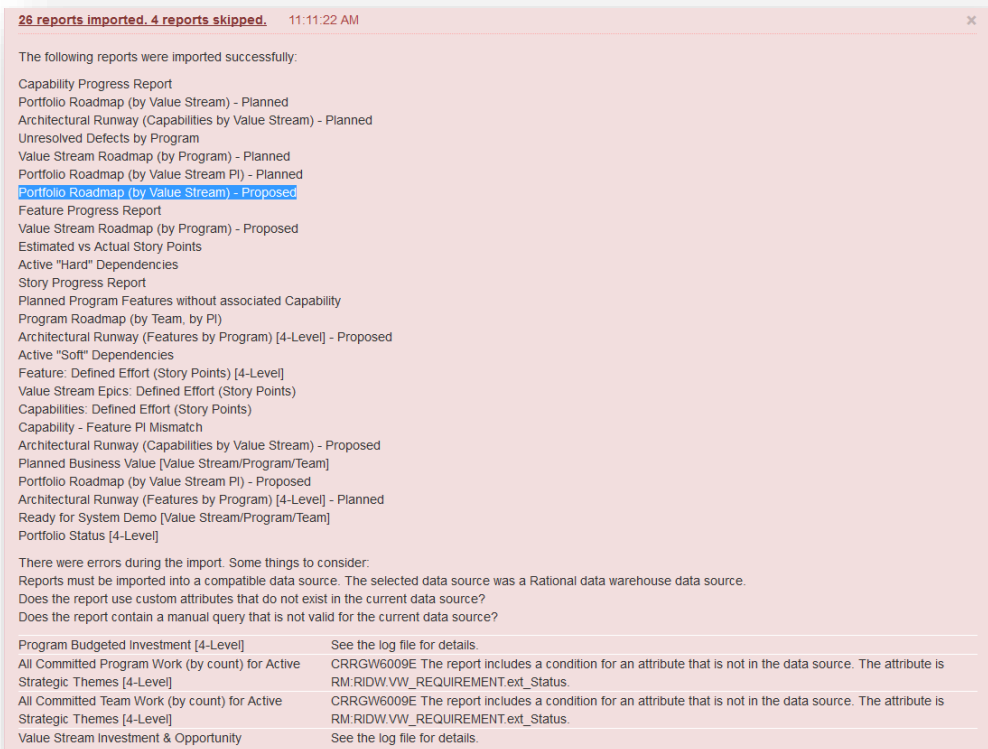 26 reports imported. 4 reports skipped. 11:11:22 AM ×
The following reports were imported successfully:
Capability Progress Report
Portfolio Roadmap (by Value Stream) - Planned
Architectural Runway (Capabilities by Value Stream) - Planned
Unresolved Defects by Program
Value Stream Roadmap (by Program) - Planned
Portfolio Roadmap (by Value Stream PI) - Planned
Portfolio Roadmap (by Value Stream) - Proposed
Feature Progress Report
Value Stream Roadmap (by Program) - Proposed
Estimated vs Actual Story Points
Active "Hard" Dependencies
Story Progress Report
Planned Program Features without associated Capability
Program Roadmap (by Team, by PI)
Architectural Runway (Features by Program) [4-Level] - Proposed
Active "Soft" Dependencies
Feature: Defined Effort (Story Points) [4-Level]
Value Stream Epics: Defined Effort (Story Points)
Capabilities: Defined Effort (Story Points)
Capability - Feature PI Mismatch
Architectural Runway (Capabilities by Value Stream) - Proposed
Planned Business Value [Value Stream/Program/Team]
Portfolio Roadmap (by Value Stream PI) - Proposed
Architectural Runway (Features by Program) [4-Level] - Planned
Ready for System Demo [Value Stream/Program/Team]
Portfolio Status [4-Level]
There were errors during the import. Some things to consider:
Reports must be imported into a compatible data source. The selected data source was a Rational data warehouse data source.
Does the report use custom attributes that do not exist in the current data source?
Does the report contain a manual query that is not valid for the current data source?
Program Budgeted Investment [4-Level] See the log file for details.
All Committed Program Work (by count) for Active CRRGW6009E The report includes a condition for an attribute that is not in the data source. The attribute is
Strategic Themes [4-Level] RM:RIDW.VW_REQUIREMENT.ext_Status.
All Committed Team Work (by count) for Active CRRGW6009E The report includes a condition for an attribute that is not in the data source. The attribute is
Strategic Themes [4-Level] RM:RIDW.VW_REQUIREMENT.ext_Status.
Value Stream Investment & Opportunity See the log file for details.